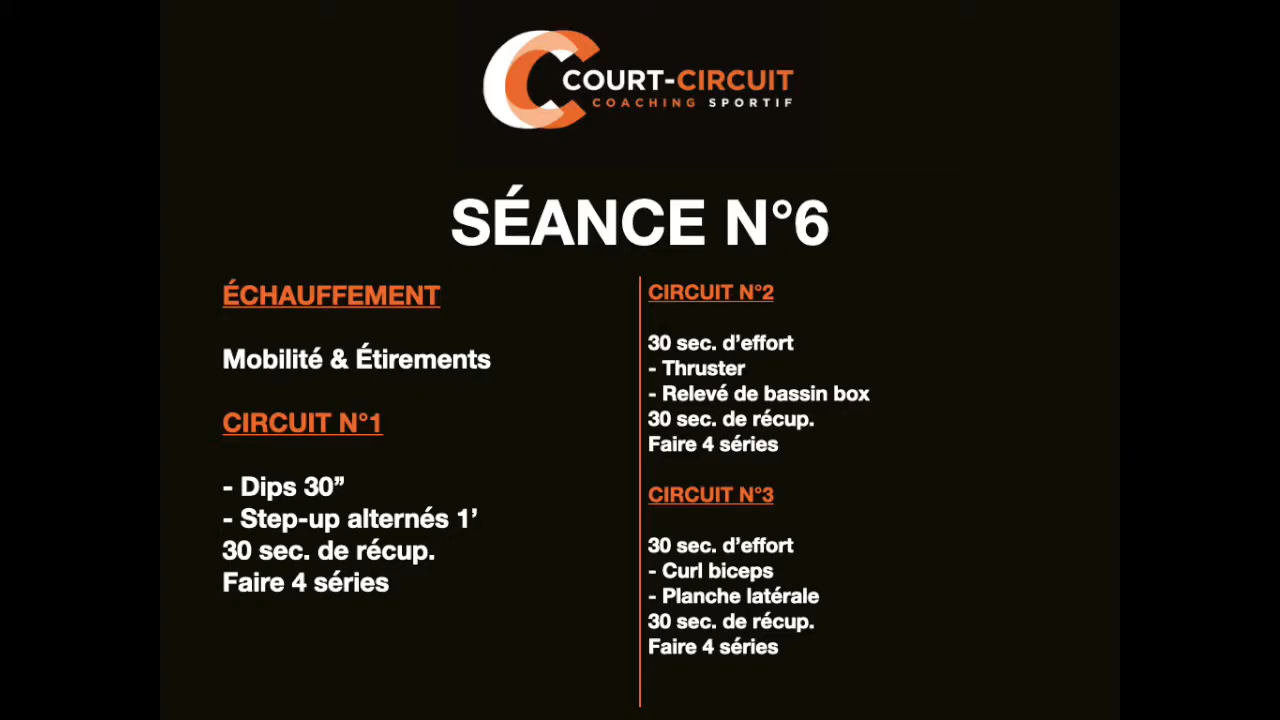 COURT-CIRCUIT
COACHING SPORTIF
SÉANCE N°6
ÉCHAUFFEMENT
Mobilité & Étirements
CIRCUIT N°1
- Dips 30”
- Step-up alternés 1’
30 sec. de récup.
Faire 4 séries
CIRCUIT N°2
30 sec. d’effort
- Thruster
- Relevé de bassin box
30 sec. de récup.
Faire 4 séries
CIRCUIT N°3
30 sec. d’effort
- Curl biceps
- Planche latérale
30 sec. de récup.
Faire 4 séries